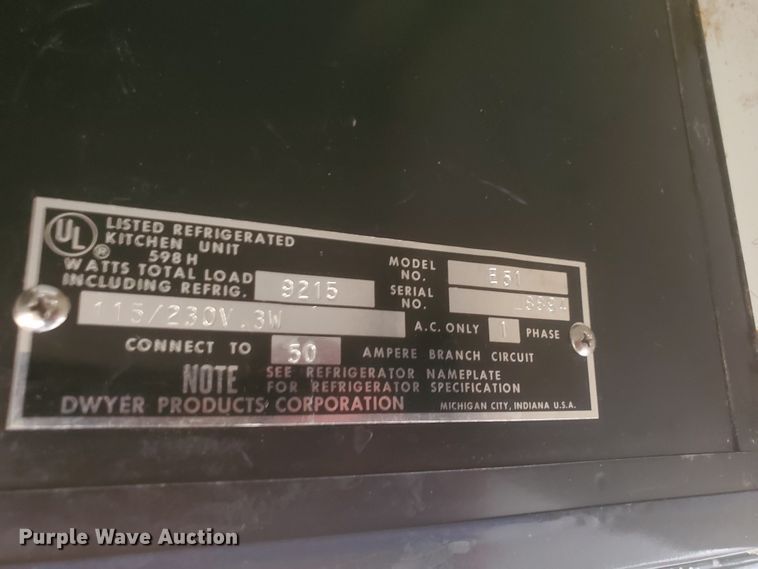 UL ®
LISTED REFRIGERATED
KITCHEN UNIT
598 H
WATTS TOTAL LOAD
INCLUDING REFRIG. 9215
MODEL NO. E51
SERIAL NO.
115/230V.3W A.C. ONLY 1 PHASE
CONNECT TO 50 AMPERE BRANCH CIRCUIT
NOTE SEE REFRIGERATOR NAMEPLATE
FOR REFRIGERATOR SPECIFICATION
DWYER PRODUCTS CORPORATION MICHIGAN CITY, INDIANA U.S.A.
Purple Wave Auction